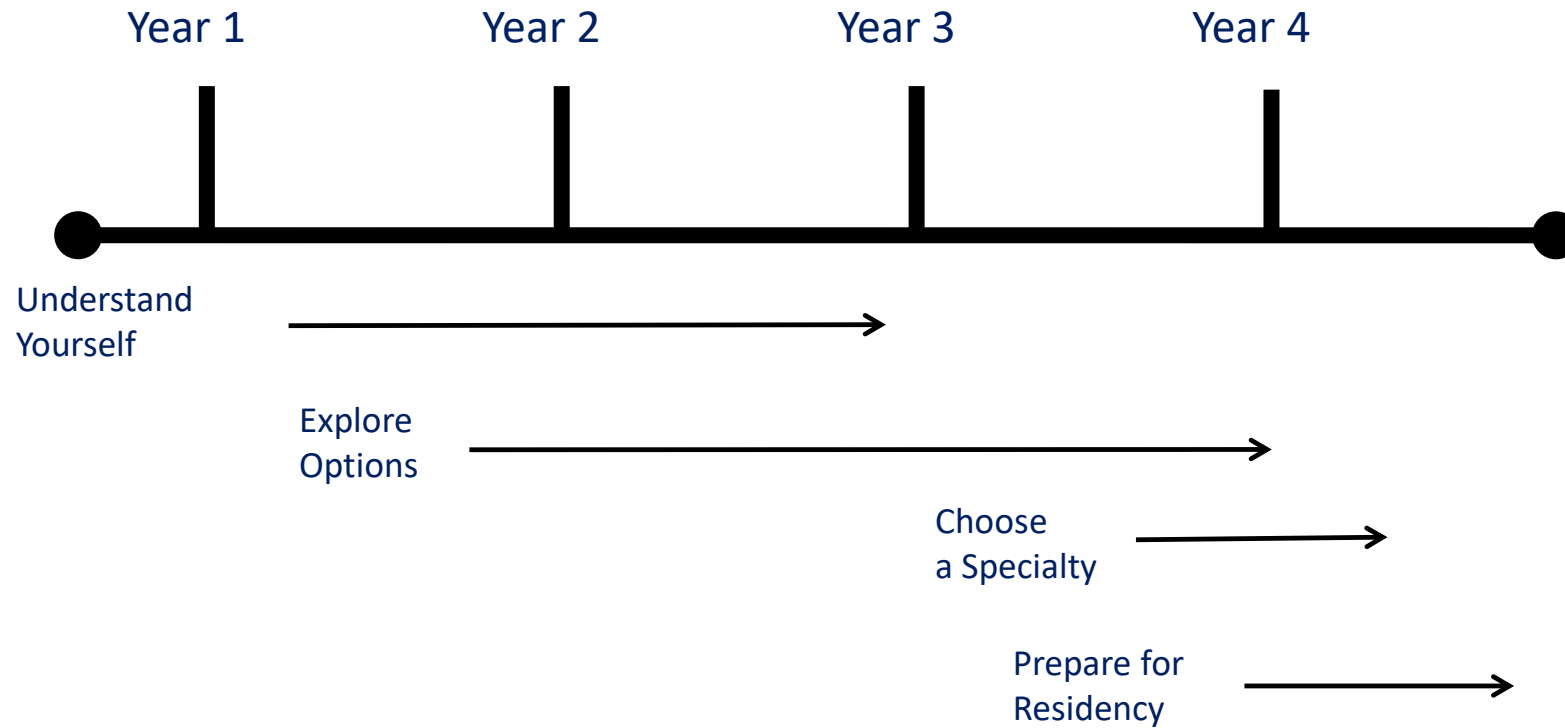 Year 1
Year 2
Year 3
Year 4
Understand
Yourself
Explore
Options
Choose
a Specialty
Prepare for
Residency